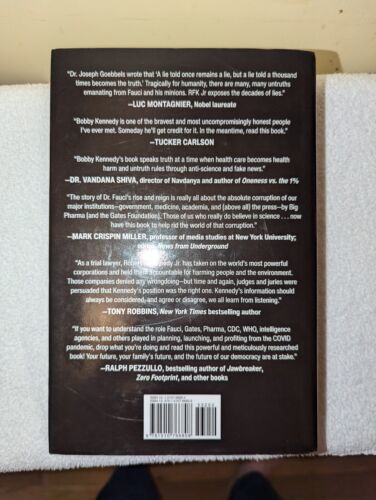 "Dr. Joseph Goebbels wrote that 'A lie told once remains a lie, but a lie told a thousand
times becomes the truth.' Tragically for humanity, there are many, many untruths
emanating from Fauci and his minions. RFK Jr exposes the decades of lies."
—LUC MONTAGNIER, Nobel laureate
"Bobby Kennedy is one of the bravest and most uncompromisingly honest people
I've ever met. Someday he'll get credit for it. In the meantime, read this book."
—TUCKER CARLSON
"Bobby Kennedy's book speaks truth at a time when health care becomes health
harm and untruth rules through anti-science and fake news."
—DR. VANDANA SHIVA, director of Navdanya and author of Oneness vs. the 1%
"The story of Dr. Fauci's rise and reign is really all about the absolute corruption of our
major institutions—government, medicine, academia, and [above all] the press—by Big
Pharma [and the Gates Foundation]. Those of us who really do believe in science . . . now
have this book to help rid the world of that corruption."
—MARK CRISPIN MILLER, professor of media studies at New York University;
News from Underground
"As a trial lawyer, Robert Kennedy Jr. has taken on the world's most powerful
corporations and held them accountable for harming people and the environment.
Those companies denied any wrongdoing—but time and again, judges and juries were
persuaded that Kennedy's position was the right one. Kennedy's information should
always be considered, and agree or disagree, we all learn from listening."
—TONY ROBBINS, New York Times bestselling author
"If you want to understand the role Fauci, Gates, Pharma, CDC, WHO, intelligence
agencies, and others played in planning, launching, and profiting from the COVID
pandemic, drop what you're doing and read this powerful and meticulously researched
book! Your future, your family's future, and the future of our democracy are at stake."
—RALPH PEZZULLO, bestselling author of Jawbreaker,
Zero Footprint, and other books